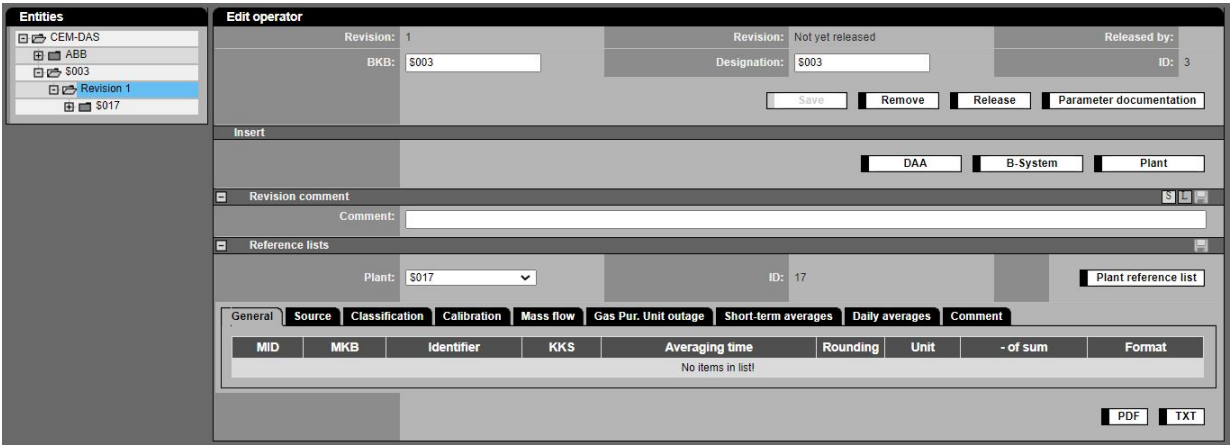 Entities
CEM-DAS
ABB
$003
Revision 1
$017
Edit operator
Revision: 1 Revision: Not yet released Released by:
BKB: $003 Designation: $003 ID: 3
Save Remove Release Parameter documentation
Insert
DAA B-System Plant
Revision comment S L
Comment:
Reference lists
Plant: $017 ID: 17 Plant reference list
General Source Classification Calibration Mass flow Gas Pur. Unit outage Short-term averages Daily averages Comment
MID MKB Identifier KKS Averaging time Rounding Unit - of sum Format
No items in list!
PDF TXT